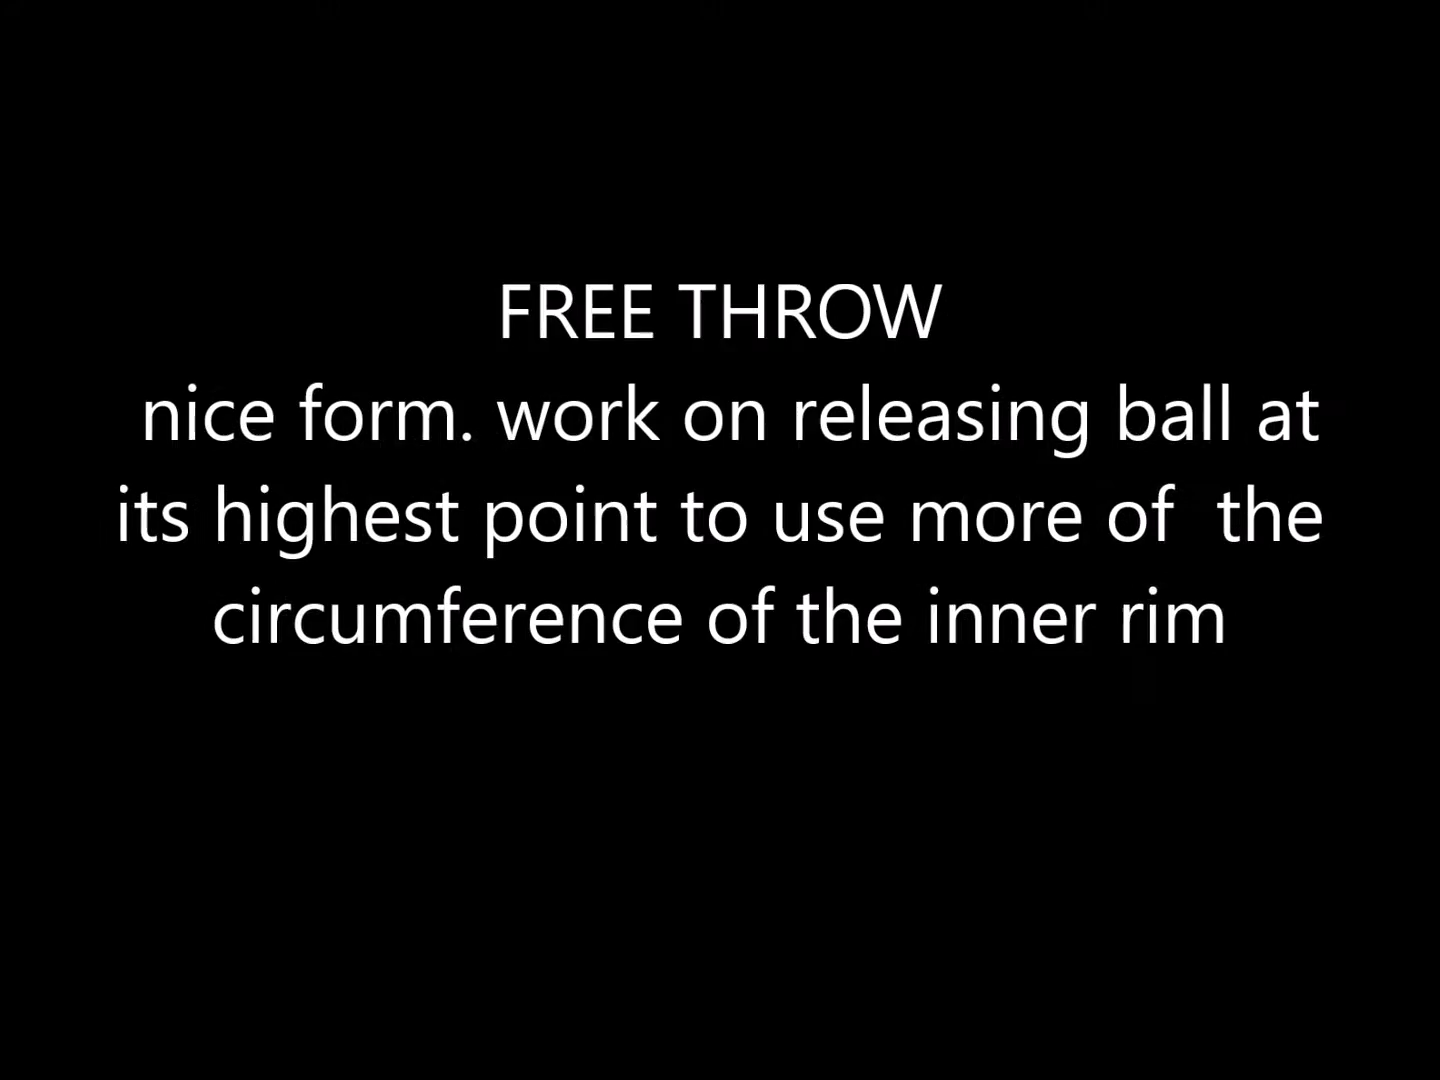 FREE THROW
nice form. work on releasing ball at
its highest point to use more of  the
circumference of the inner rim